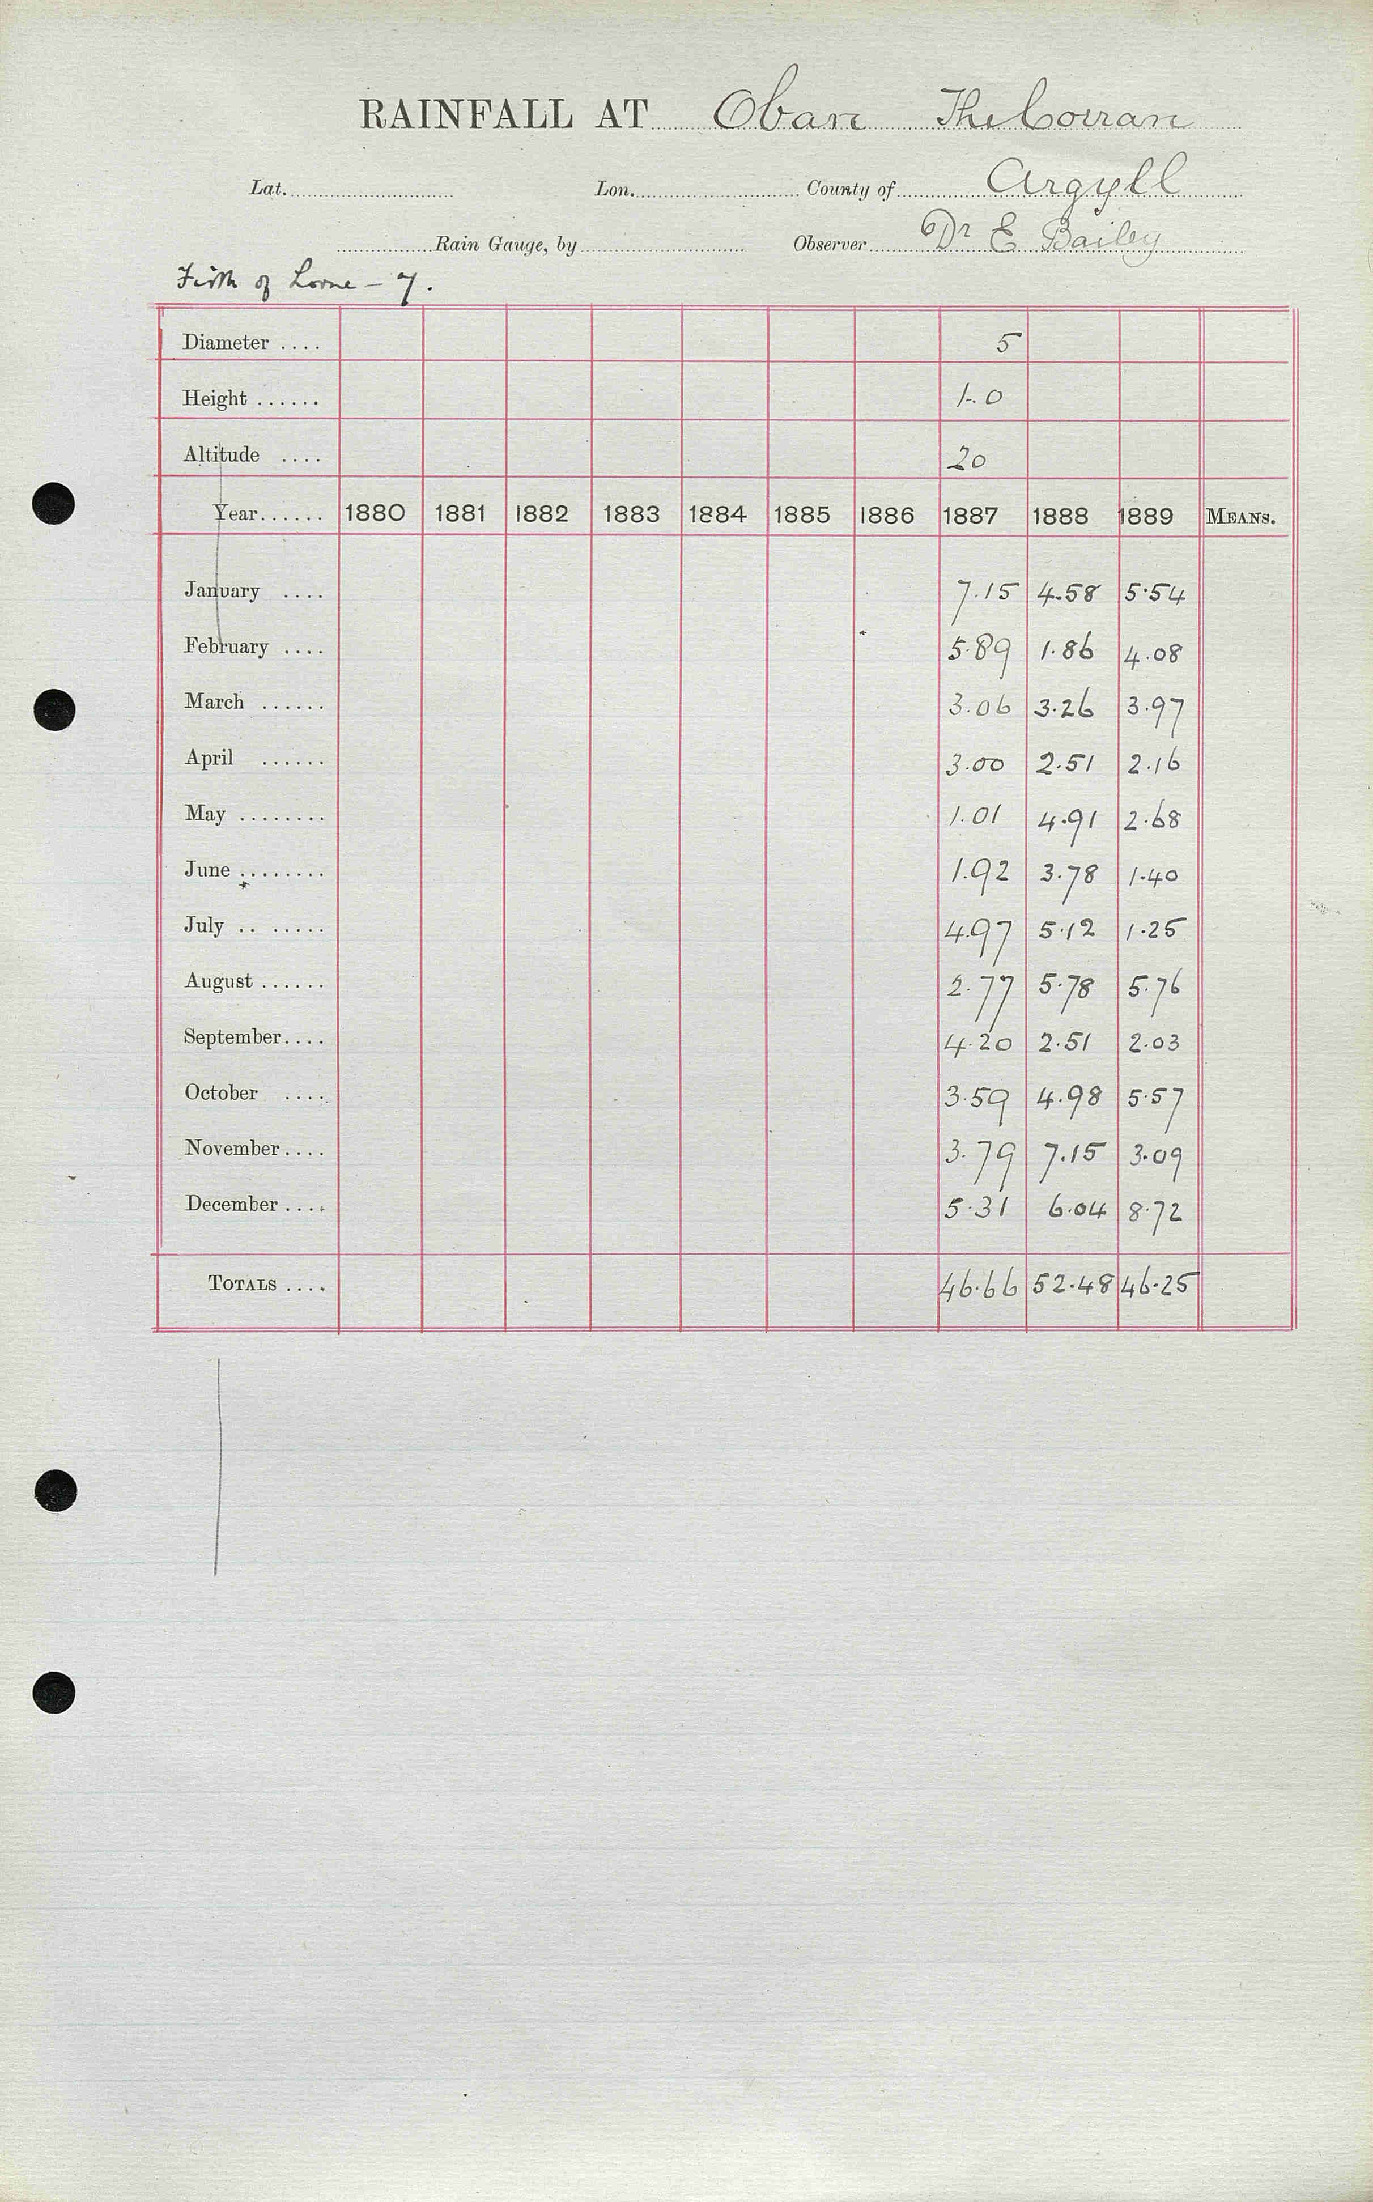 RAINFALL AT Oban The Corran
Lat. Lon. County of Argyll
Rain Gauge, by Observer Dr E Bailey
Firth of Lorne - 7.
Diameter .... 5
Height ...... 1-0
Altitude .... 20
Year...... 1880 1881 1882 1883 1884 1885 1886 1887 1888 1889 MEANS.
January .... 7.15 4.58 5.54
February .... 5.89 1.86 4.08
March ...... 3.06 3.26 3.97
April ...... 3.00 2.51 2.16
May ........ 1.01 4.91 2.68
June ........ 1.92 3.78 1.40
July .. ..... 4.97 5.12 1.25
August ...... 2.77 5.78 5.76
September.... 4.20 2.51 2.03
October .... 3.59 4.98 5.57
November.... 3.79 7.15 3.09
December .... 5.31 6.04 8.72
TOTALS .... 46.66 52.48 46.25